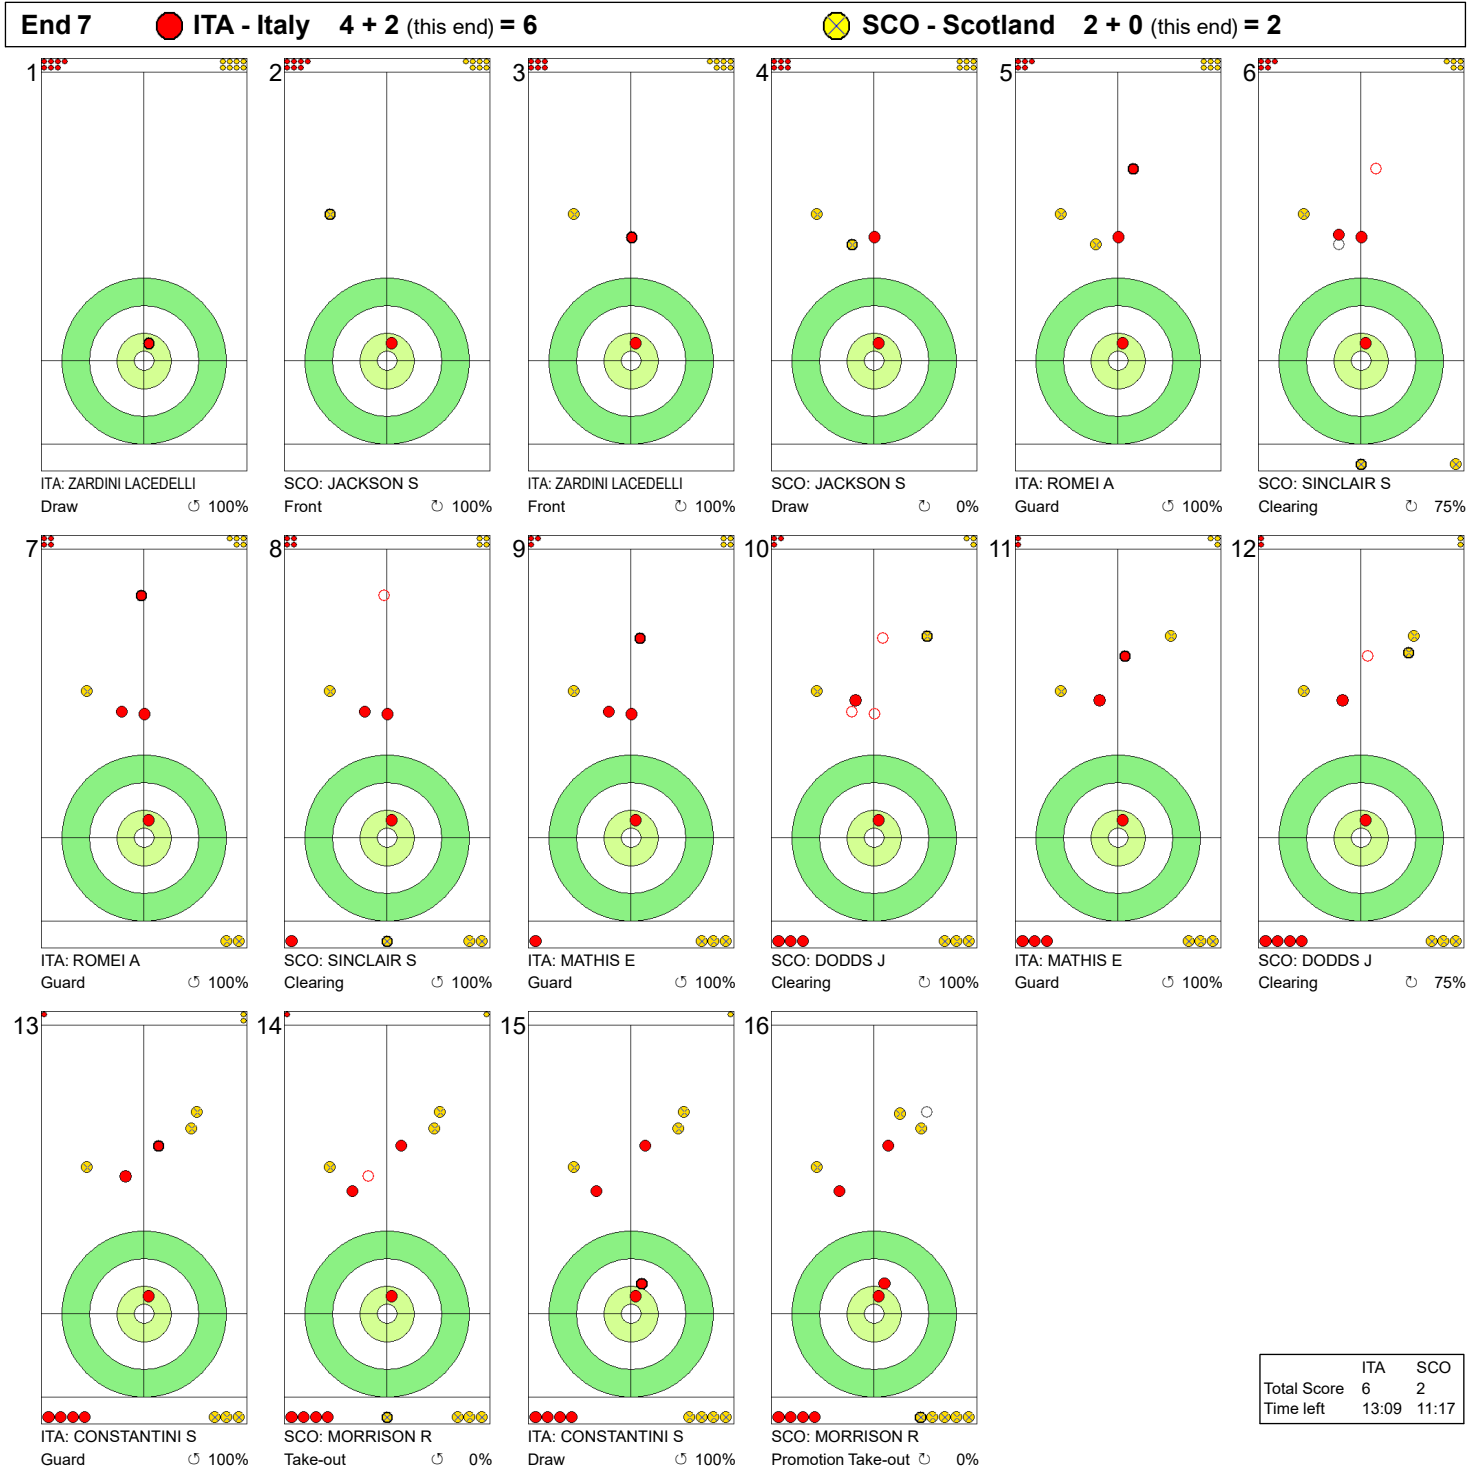 End 7 ITA - Italy 4 + 2 (this end) = 6 SCO - Scotland 2 + 0 (this end) = 2
1 2 3 4 5 6
ITA: ZARDINI LACEDELLI SCO: JACKSON S ITA: ZARDINI LACEDELLI SCO: JACKSON S ITA: ROMEI A SCO: SINCLAIR S
Draw ↺ 100% Front ↺ 100% Front ↻ 100% Draw ↻ 0% Guard ↺ 100% Clearing ↻ 75%
7 8 9 10 11 12
ITA: ROMEI A SCO: SINCLAIR S ITA: MATHIS E SCO: DODDS J ITA: MATHIS E SCO: DODDS J
Guard ↺ 100% Clearing ↺ 100% Guard ↺ 100% Clearing ↻ 100% Guard ↺ 100% Clearing ↻ 75%
13 14 15 16
ITA: CONSTANTINI S SCO: MORRISON R ITA: CONSTANTINI S SCO: MORRISON R
Guard ↺ 100% Take-out ↺ 0% Draw ↺ 100% Promotion Take-out ↻ 0%
ITA SCO
Total Score 6 2
Time left 13:09 11:17